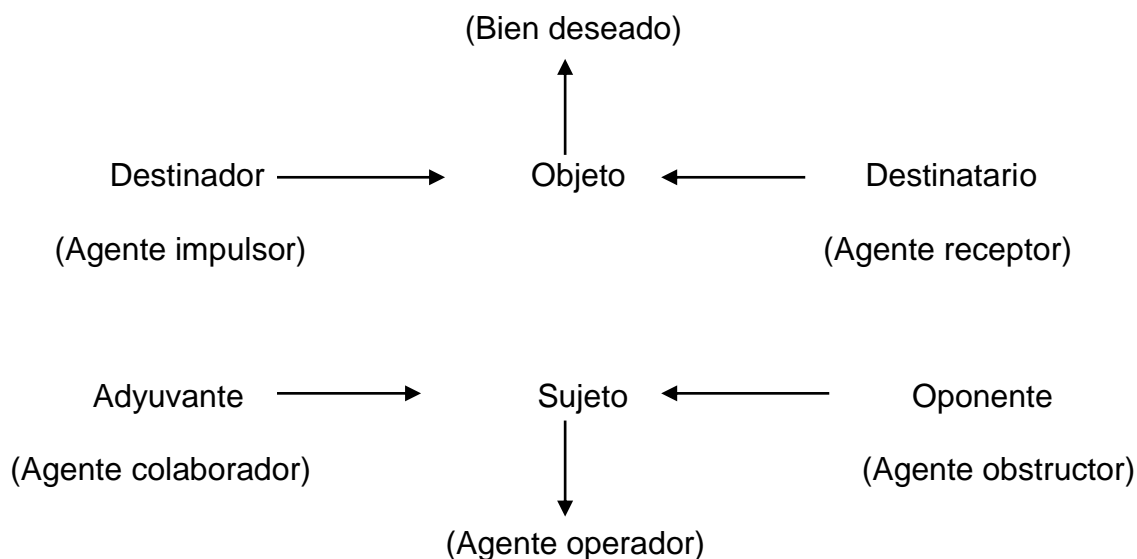 (Bien deseado)
Destinador Objeto Destinatario
(Agente impulsor) (Agente receptor)
Adyuvante Sujeto Oponente
(Agente colaborador) (Agente obstructor)
(Agente operador)